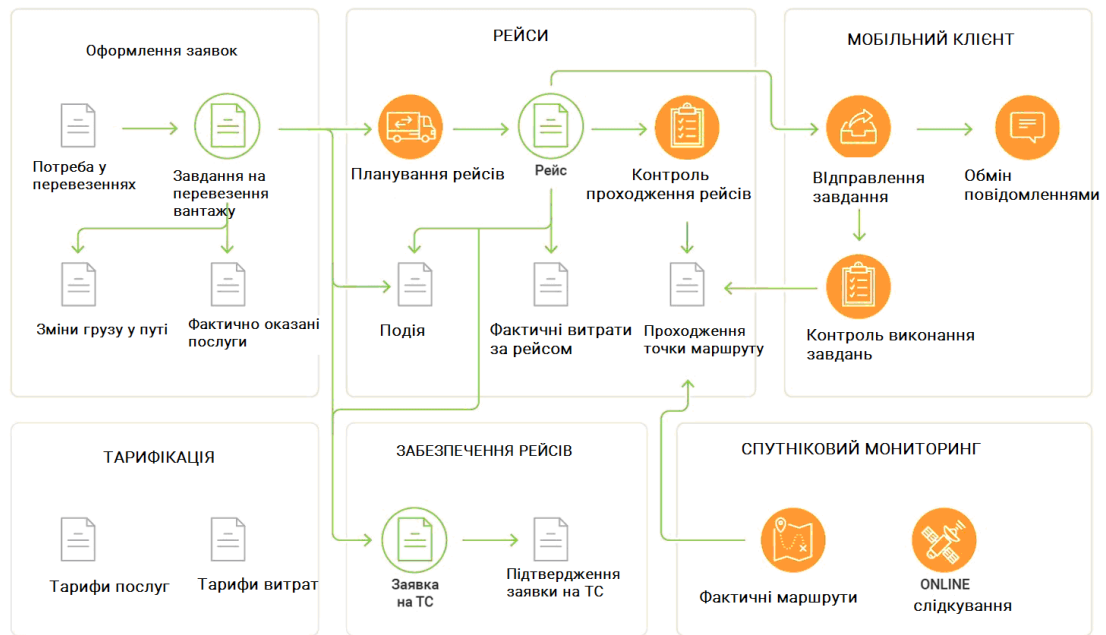 Оформлення заявок
Потреба у
перевезеннях
Завдання на
перевезення
вантажу
Зміни грузу у путі
Фактично оказані
послуги
РЕЙСИ
Планування рейсів
Рейс
Контроль
проходження рейсів
Подія
Фактичні витрати
за рейсом
Проходження
точки маршруту
МОБІЛЬНИЙ КЛІЄНТ
ВІдправлення
завдання
Обмін
повідомленнями
Контроль виконання
завдань
ТАРИФІКАЦІЯ
Тарифи послуг
Тарифи витрат
ЗАБЕЗПЕЧЕННЯ РЕЙСІВ
Заявка
на ТС
Підтвердження
заявки на ТС
СПУТНІКОВИЙ МОНИТОРИНГ
Фактичні маршрути
ONLINE
слідкування